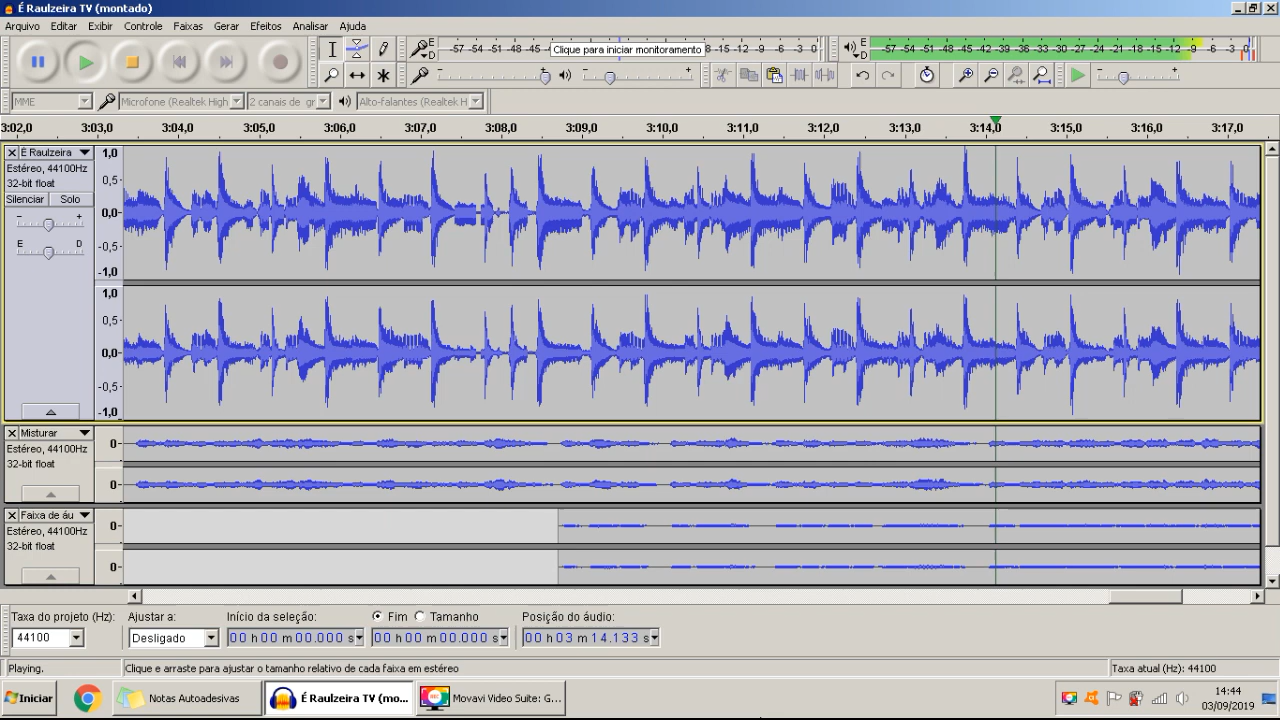 É Raulzeira TV (montado)
Arquivo Editar Exibir Controle Faixas Gerar Efeitos Analisar Ajuda
E D -57 -54 -51 -48 -45 Clique para iniciar monitoramento -15 -12 -9 -6 -3 0
E D -57 -54 -51 -48 -45 -42 -39 -36 -33 -30 -27 -24 -21 -18 -15 -12 -6 -3 0
MME Microfone (Realtek High 2 canais de gr Alto-falantes (Realtek H
3:02,0 3:03,0 3:04,0 3:05,0 3:06,0 3:07,0 3:08,0 3:09,0 3:10,0 3:11,0 3:12,0 3:13,0 3:14,0 3:15,0 3:16,0 3:17,0
É Raulzeira
Estéreo, 44100Hz
32-bit float
Silenciar Solo
- +
E D
1,0
0,5
0,0
-0,5
-1,0
1,0
0,5
0,0
-0,5
-1,0
Misturar
Estéreo, 44100Hz
32-bit float
0
0
Faixa de áu
Estéreo, 44100Hz
32-bit float
0
0
Taxa do projeto (Hz): Ajustar a: Início da seleção: Fim Tamanho Posição do áudio:
44100 Desligado 00 h 00 m 00.000 s 00 h 00 m 00.000 s 00 h 03 m 14.133 s
Playing. Clique e arraste para ajustar o tamanho relativo de cada faixa em estéreo Taxa atual (Hz): 44100
Iniciar Notas Autoadesivas É Raulzeira TV (mo... Movavi Video Suite: G...
14:44
03/09/2019